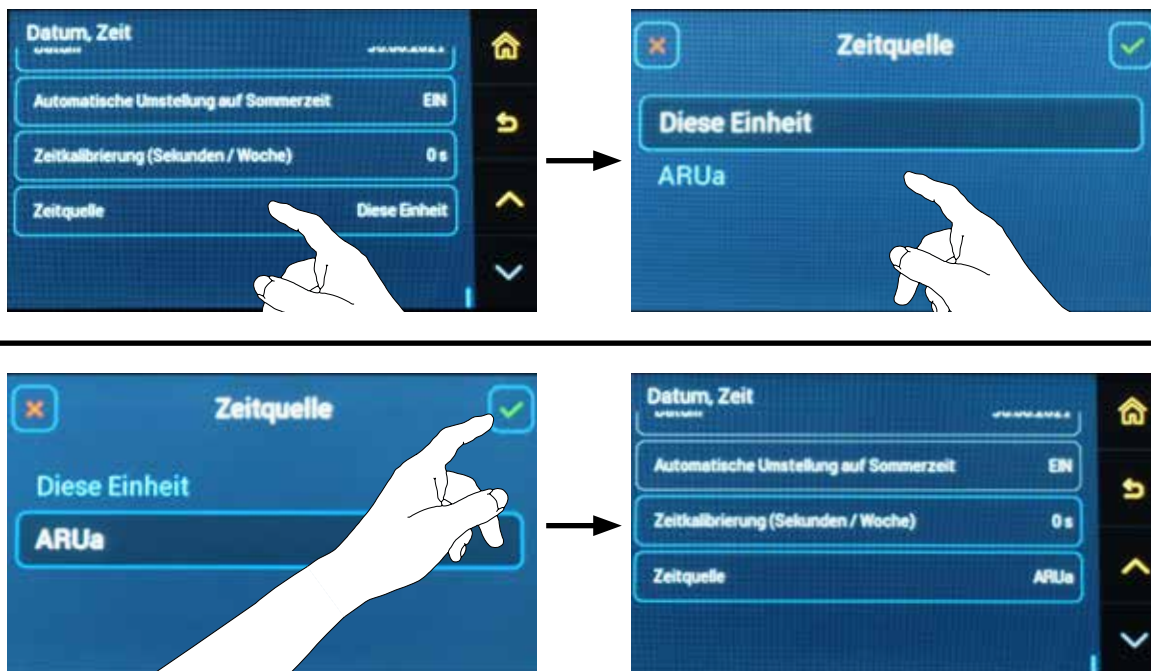 Datum, Zeit
Automatische Umstellung auf Sommerzeit EIN
Zeitkalibrierung (Sekunden / Woche) 0 s
Zeitquelle Diese Einheit
Zeitquelle
Diese Einheit
ARUa
Zeitquelle
Diese Einheit
ARUa
Datum, Zeit
Automatische Umstellung auf Sommerzeit EIN
Zeitkalibrierung (Sekunden / Woche) 0 s
Zeitquelle ARUa